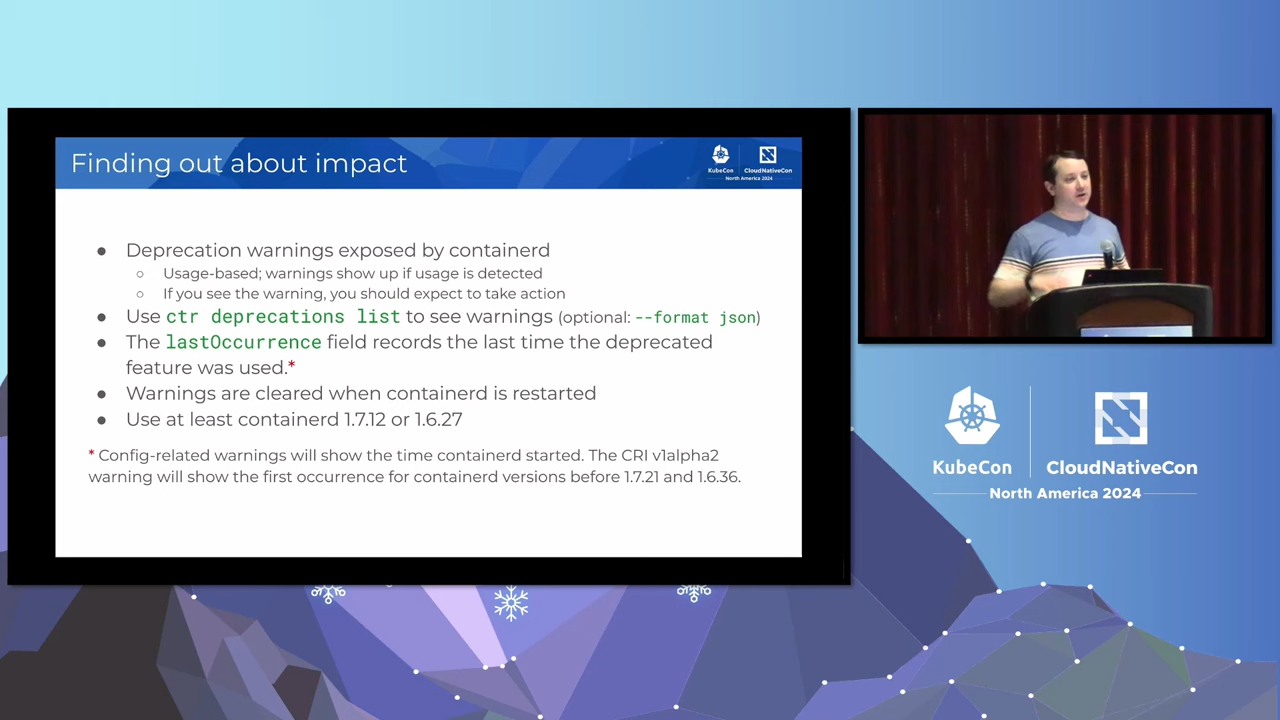 Finding out about impact
KubeCon
CloudNativeCon
North America 2024
● Deprecation warnings exposed by containerd
○ Usage-based; warnings show up if usage is detected
○ If you see the warning, you should expect to take action
● Use ctr deprecations list to see warnings (optional: --format json)
● The lastOccurrence field records the last time the deprecated
feature was used.*
● Warnings are cleared when containerd is restarted
● Use at least containerd 1.7.12 or 1.6.27
* Config-related warnings will show the time containerd started. The CRI v1alpha2
warning will show the first occurrence for containerd versions before 1.7.21 and 1.6.36.
KubeCon
CloudNativeCon
North America 2024